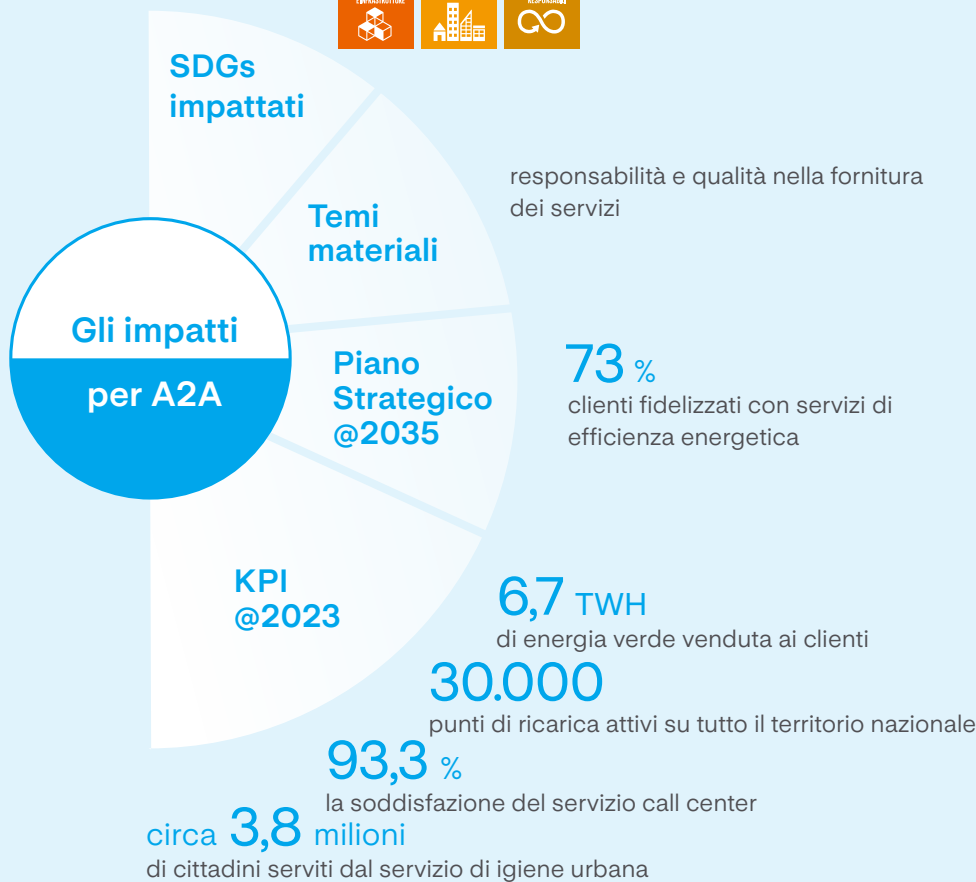 E INFRASTRUTTURE
RESPONSABILI
SDGs
impattati
responsabilità e qualità nella fornitura
dei servizi
Temi
materiali
Gli impatti
per A2A
Piano
Strategico
@2035
73 %
clienti fidelizzati con servizi di
efficienza energetica
KPI
@2023
6,7 TWH
di energia verde venduta ai clienti
30.000
punti di ricarica attivi su tutto il territorio nazionale
93,3 %
la soddisfazione del servizio call center
circa 3,8 milioni
di cittadini serviti dal servizio di igiene urbana